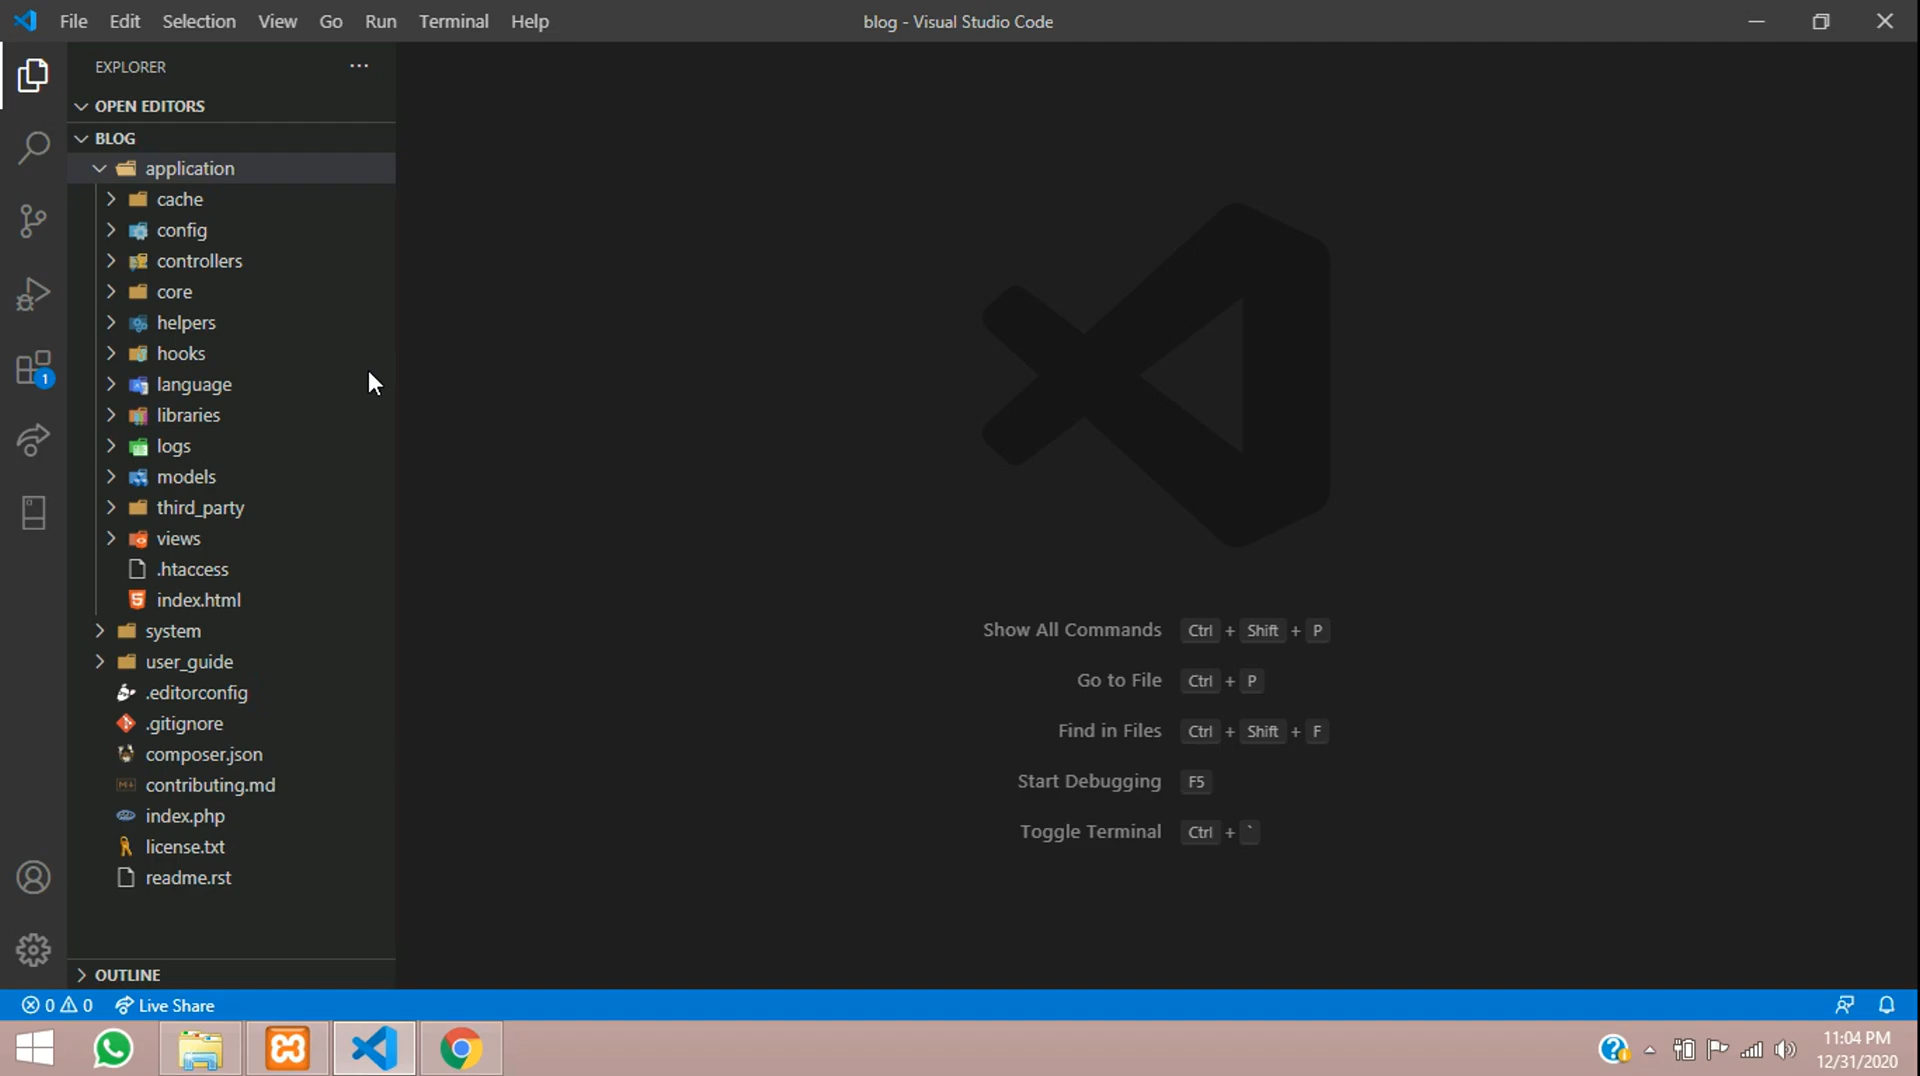 File Edit Selection View Go Run Terminal Help
blog - Visual Studio Code
EXPLORER
OPEN EDITORS
BLOG
application
cache
config
controllers
core
helpers
hooks
language
libraries
logs
models
third_party
views
.htaccess
index.html
system
user_guide
.editorconfig
.gitignore
composer.json
contributing.md
index.php
license.txt
readme.rst
OUTLINE
1
Show All Commands Ctrl + Shift + P
Go to File Ctrl + P
Find in Files Ctrl + Shift + F
Start Debugging F5
Toggle Terminal Ctrl + `
0 0 Live Share
11:04 PM
12/31/2020